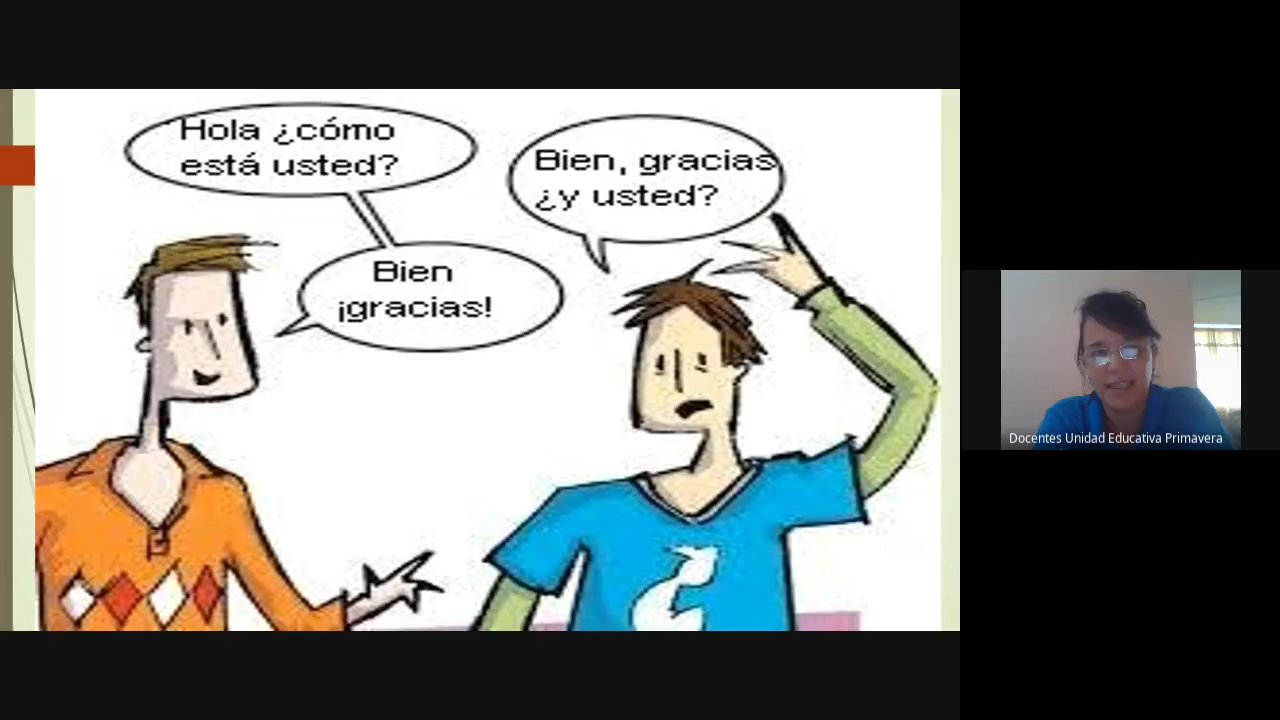 Hola ¿cómo
está usted?
Bien, gracias
¿y usted?
Bien
¡gracias!
Docentes Unidad Educativa Primavera